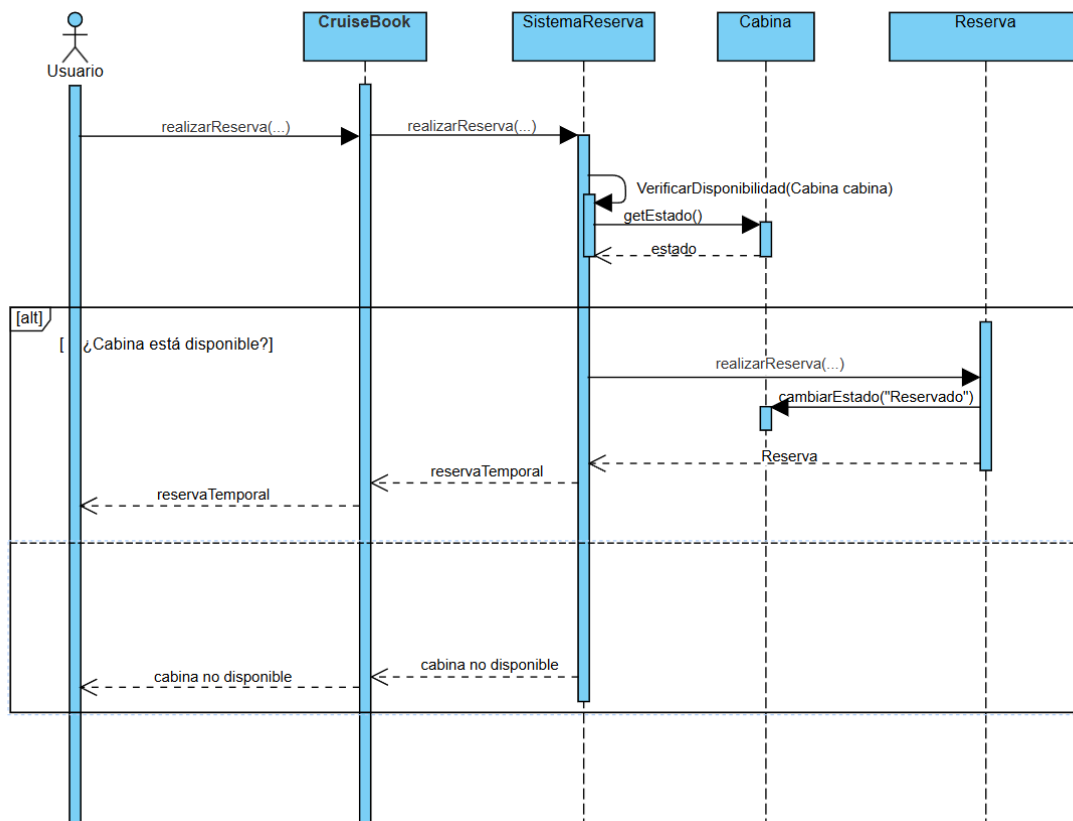 CruiseBook
SistemaReserva
Cabina
Reserva
Usuario
realizarReserva(...)
realizarReserva(...)
VerificarDisponibilidad(Cabina cabina)
getEstado()
estado
[alt]
[ ¿Cabina está disponible?]
realizarReserva(...)
cambiarEstado("Reservado")
Reserva
reservaTemporal
reservaTemporal
cabina no disponible
cabina no disponible